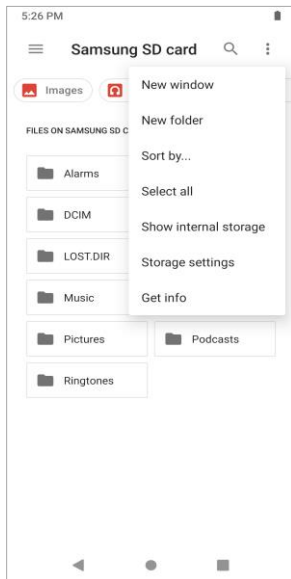 5:26 PM
Samsung SD card
Images
New window
FILES ON SAMSUNG SD C
New folder
Alarms
Sort by...
DCIM
Select all
Show internal storage
LOST.DIR
Storage settings
Music
Get info
Pictures
Podcasts
Ringtones